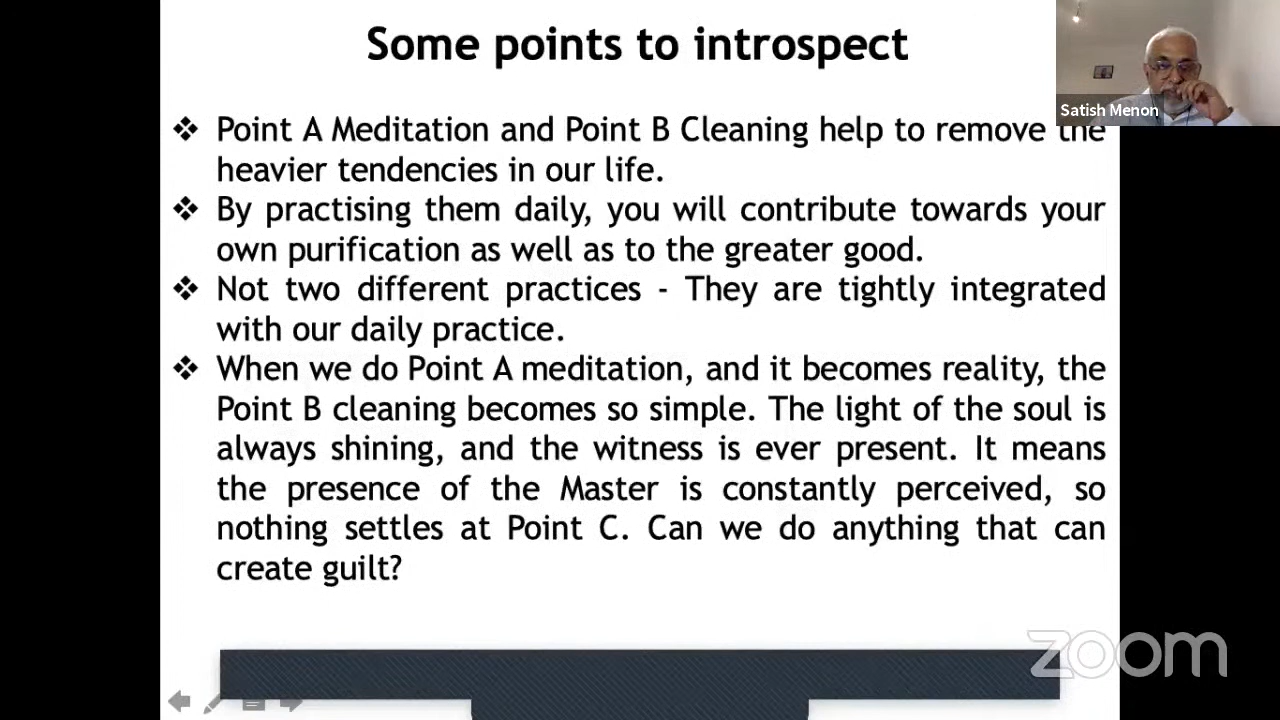 Some points to introspect
Satish Menon
❖ Point A Meditation and Point B Cleaning help to remove the
heavier tendencies in our life.
❖ By practising them daily, you will contribute towards your
own purification as well as to the greater good.
❖ Not two different practices - They are tightly integrated
with our daily practice.
❖ When we do Point A meditation, and it becomes reality, the
Point B cleaning becomes so simple. The light of the soul is
always shining, and the witness is ever present. It means
the presence of the Master is constantly perceived, so
nothing settles at Point C. Can we do anything that can
create guilt?
zoom